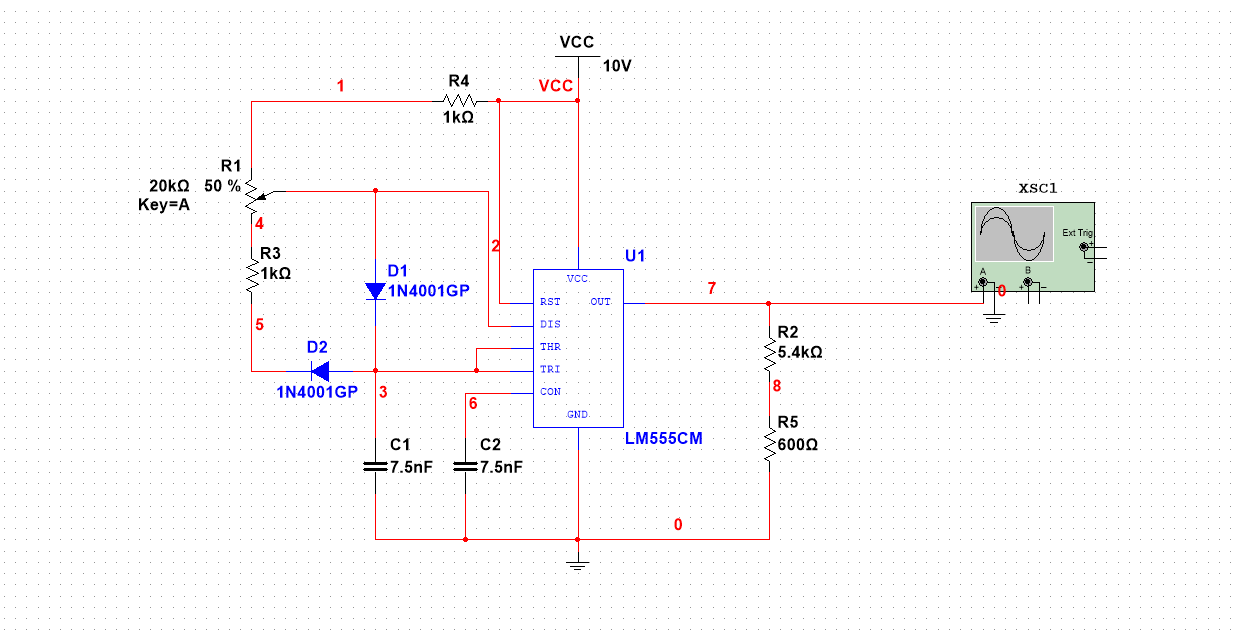 VCC
10V
VCC
1
R4
1kΩ
R1
20kΩ 50 %
Key=A
4
R3
1kΩ
2
D1
1N4001GP
5
D2
1N4001GP
3
6
C1
7.5nF
C2
7.5nF
U1
VCC
RST OUT
DIS
THR
TRI
CON
GND
LM555CM
7
R2
5.4kΩ
8
R5
600Ω
0
XSC1
Ext Trig
+
_
A B
+ _ + _
0